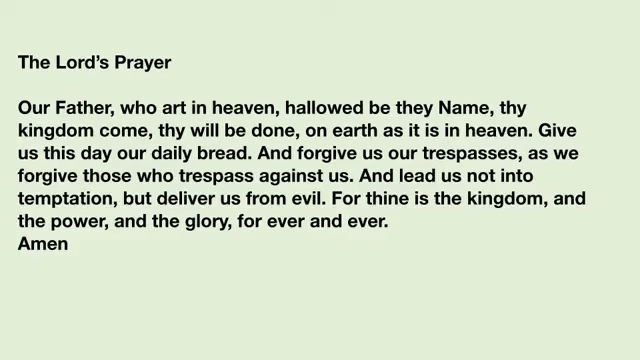 The Lord’s Prayer
Our Father, who art in heaven, hallowed be they Name, thy
kingdom come, thy will be done, on earth as it is in heaven. Give
us this day our daily bread. And forgive us our trespasses, as we
forgive those who trespass against us. And lead us not into
temptation, but deliver us from evil. For thine is the kingdom, and
the power, and the glory, for ever and ever.
Amen